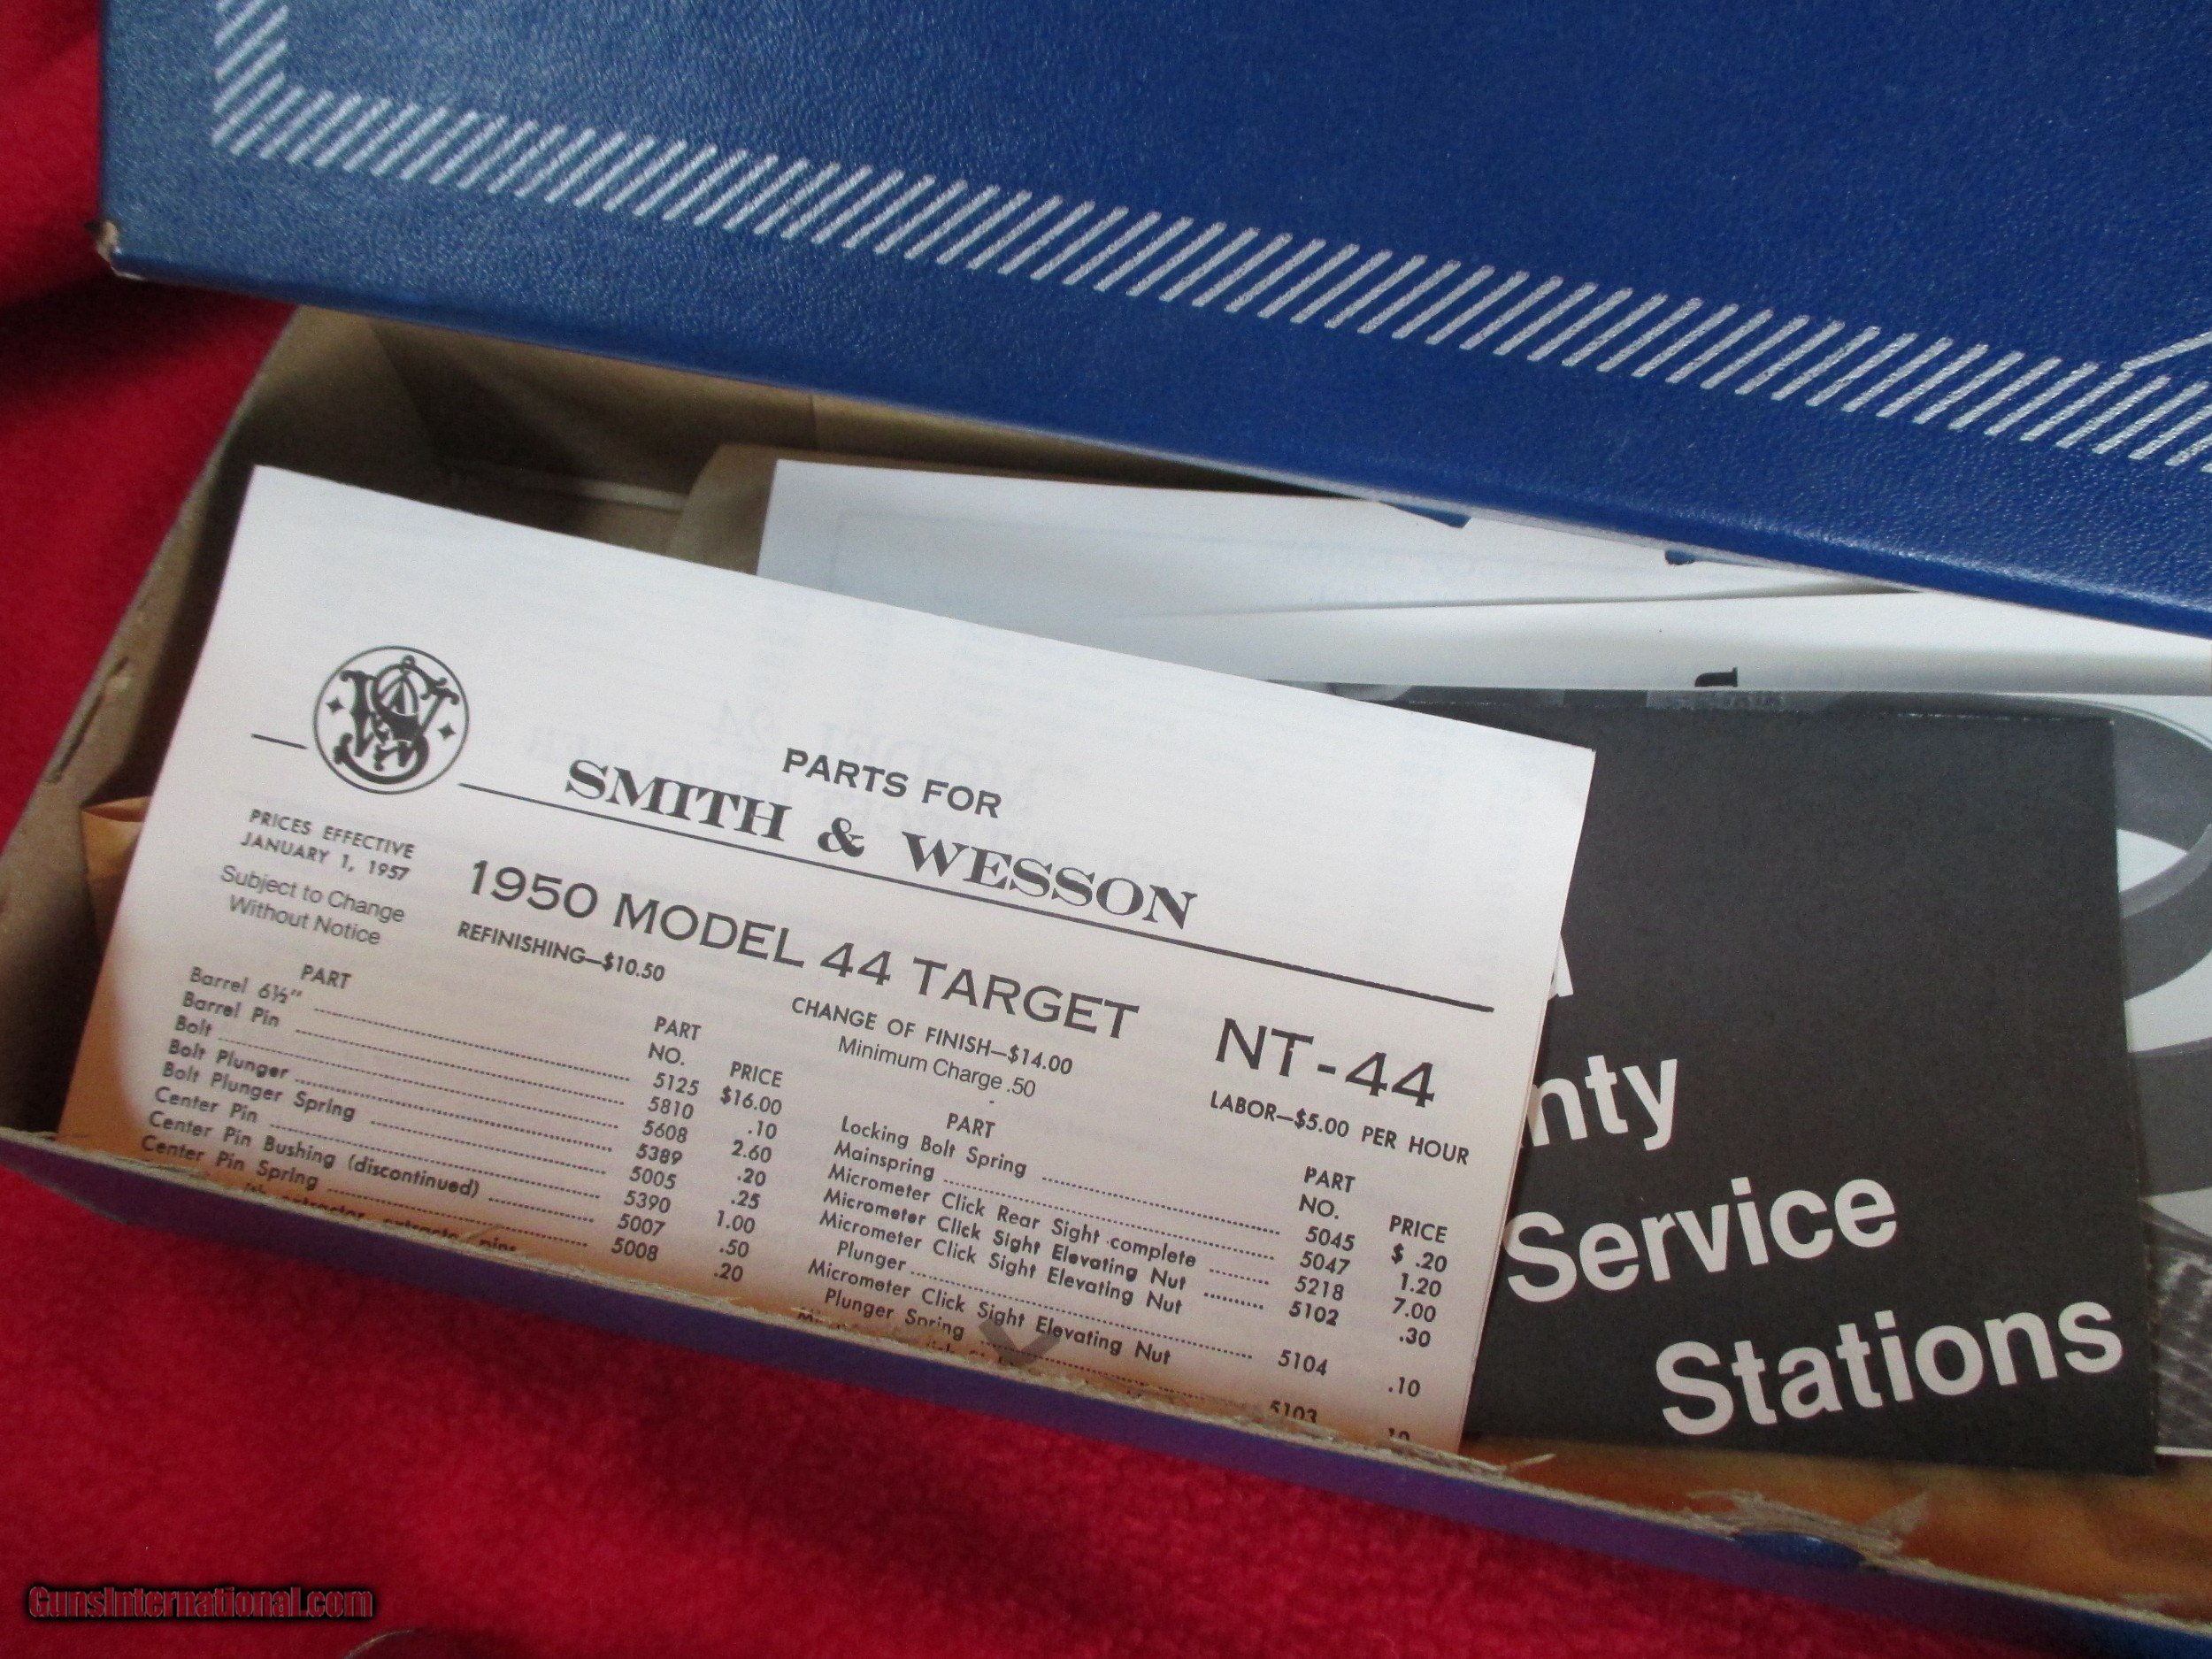 PARTS FOR
SMITH & WESSON
PRICES EFFECTIVE
JANUARY 1, 1957
Subject to Change
Without Notice
1950 MODEL 44 TARGET NT-44
REFINISHING—$10.50
CHANGE OF FINISH—$14.00
Minimum Charge .50
LABOR—$5.00 PER HOUR
PART PART NO. PRICE
Barrel 6½" 5125 $16.00
Barrel Pin 5810 .10
Bolt 5608 2.60
Bolt Plunger 5389 .20
Bolt Plunger Spring 5005 .25
Center Pin 5390 1.00
Center Pin Bushing (discontinued) 5007 .50
Center Pin Spring 5008 .20
PART PART NO. PRICE
Locking Bolt Spring 5045 $ .20
Mainspring 5047 1.20
Micrometer Click Rear Sight complete 5218 7.00
Micrometer Click Sight Elevating Nut 5102 .30
Micrometer Click Sight Elevating Nut
Plunger 5104 .10
Micrometer Click Sight Elevating Nut
Plunger Spring 5103
nty
Service
Stations
GunsInternational.com